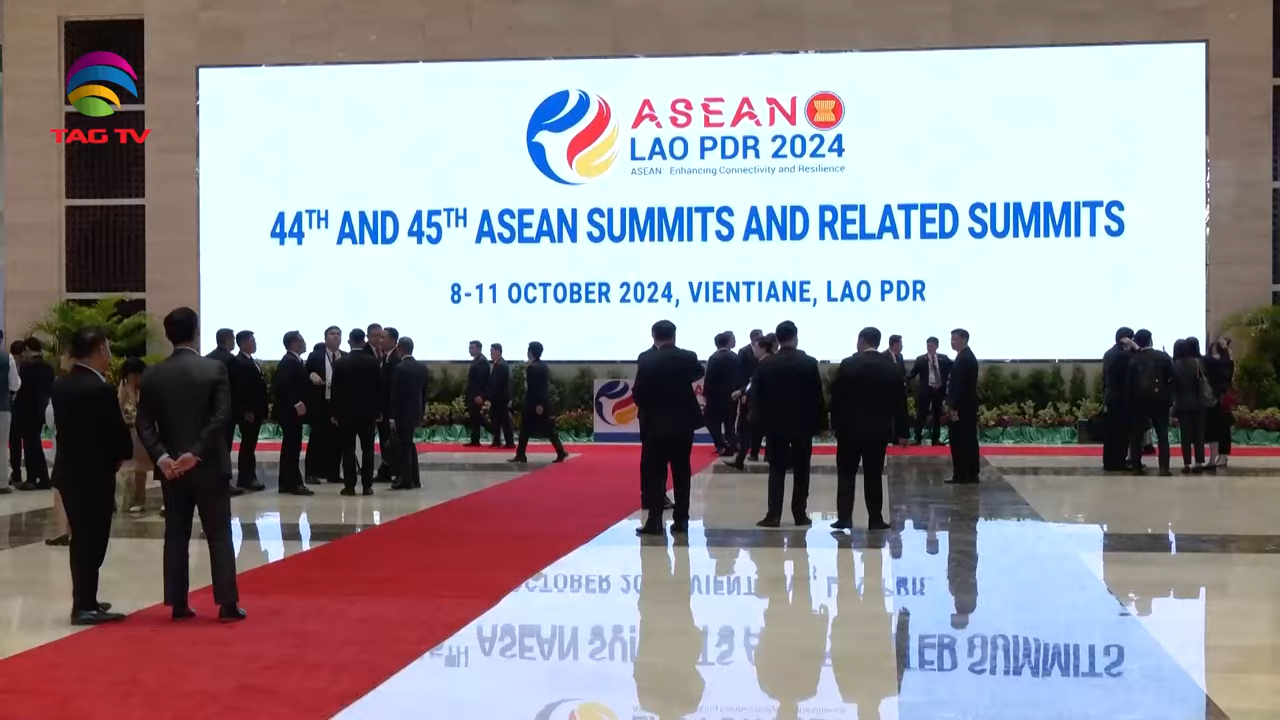 TAG TV
ASEAN
LAO PDR 2024
ASEAN: Enhancing Connectivity and Resilience
44TH AND 45TH ASEAN SUMMITS AND RELATED SUMMITS
8-11 OCTOBER 2024, VIENTIANE, LAO PDR